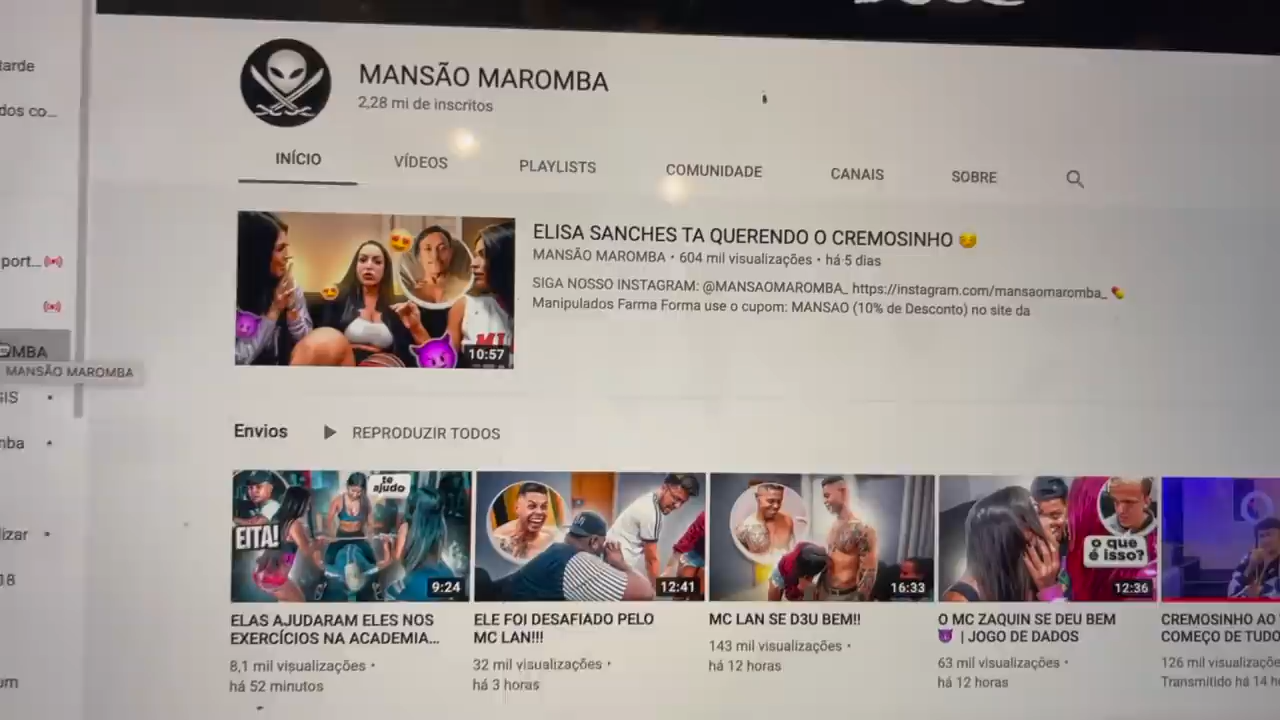 tarde
MANSÃO MAROMBA
2,28 mi de inscritos
dos co...
INÍCIO
VÍDEOS
PLAYLISTS
COMUNIDADE
CANAIS
SOBRE
ELISA SANCHES TA QUERENDO O CREMOSINHO
MANSÃO MAROMBA • 604 mil visualizações • há 5 dias
port...
SIGA NOSSO INSTAGRAM: @MANSAOMAROMBA_ https://instagram.com/mansaomaromba_
Manipulados Farma Forma use o cupom: MANSAO (10% de Desconto) no site da
10:57
OMBA
MANSÃO MAROMBA
GIS
Envios
REPRODUZIR TODOS
mba
te
ajudo
EITA!
o que
é isso?
lizar
9:24
12:41
16:33
12:36
18
ELAS AJUDARAM ELES NOS
EXERCÍCIOS NA ACADEMIA...
8,1 mil visualizações •
há 52 minutos
ELE FOI DESAFIADO PELO
MC LAN!!!
32 mil visualizações •
há 3 horas
MC LAN SE D3U BEM!!
143 mil visualizações •
há 12 horas
O MC ZAQUIN SE DEU BEM
| JOGO DE DADOS
63 mil visualizações •
há 12 horas
CREMOSINHO AO
COMEÇO DE TUDO
126 mil visualizaçõe
Transmitido há 14 h
um